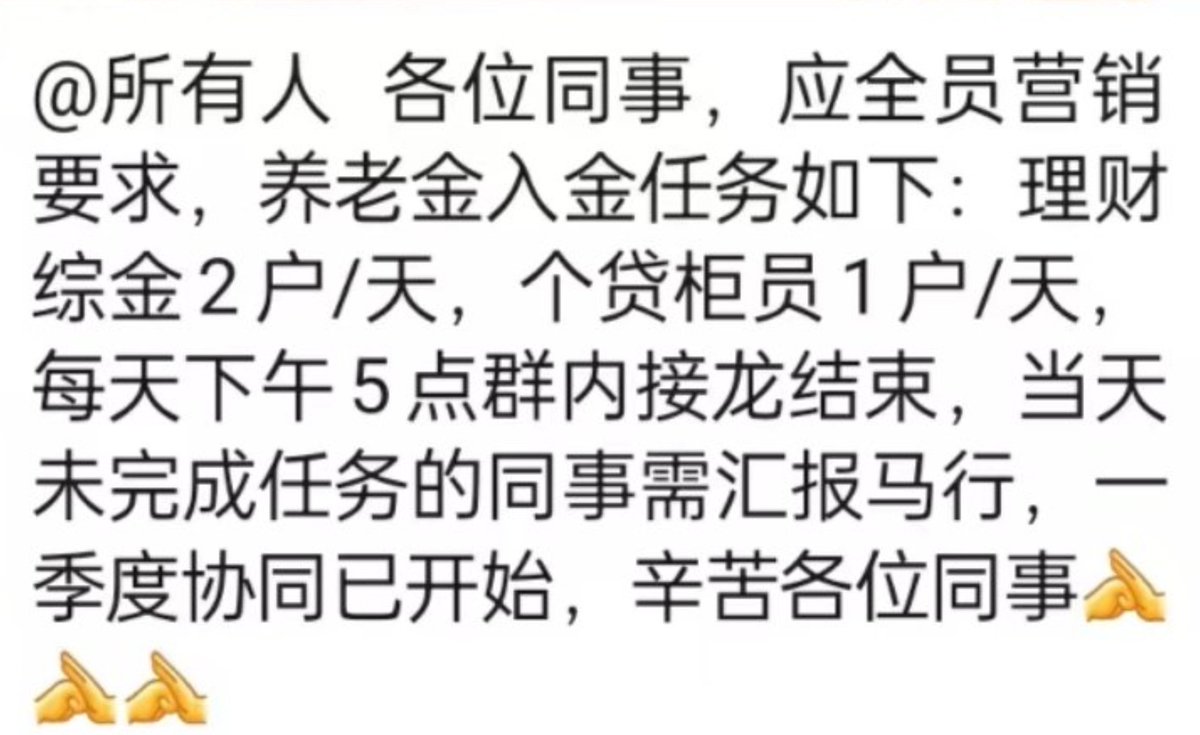 @所有人 各位同事，应全员营销
要求，养老金入金任务如下：理财
综金2户/天，个贷柜员1户/天，
每天下午5点群内接龙结束，当天
未完成任务的同事需汇报马行，一
季度协同已开始，辛苦各位同事